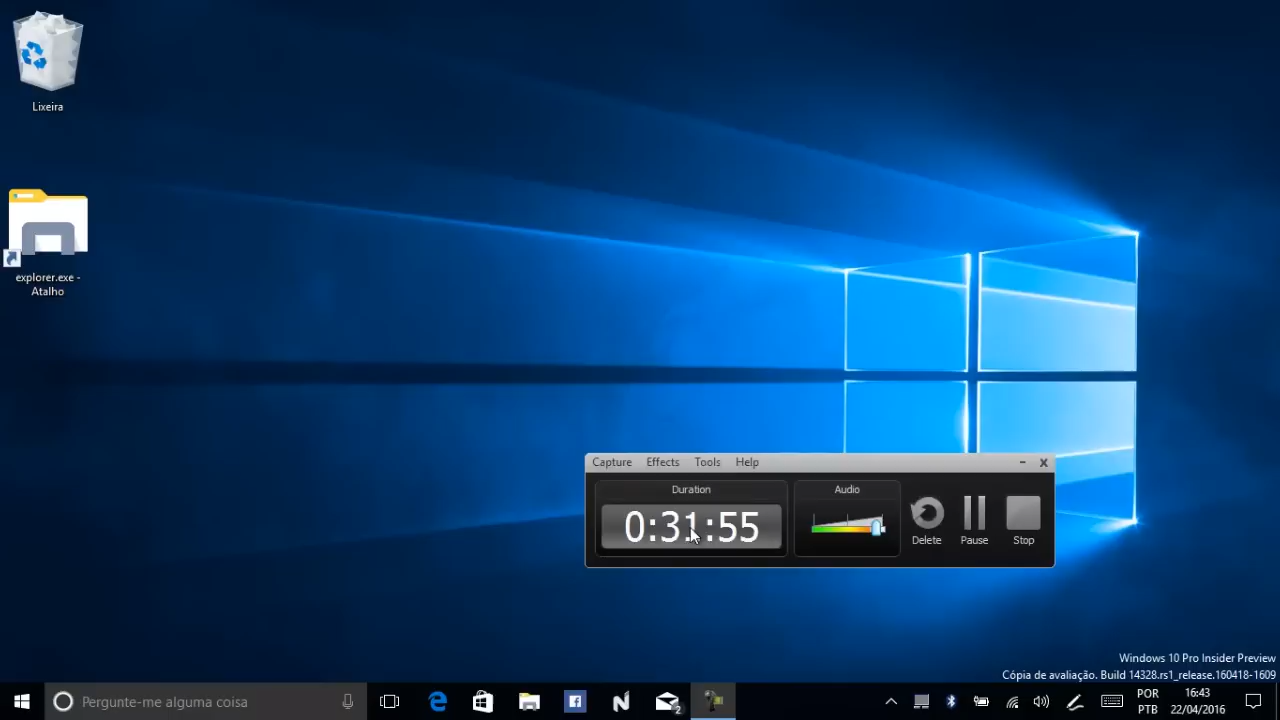 Lixeira
explorer.exe -
Atalho
Capture Effects Tools Help
Duration
Audio
0:31:55
Delete
Pause
Stop
Windows 10 Pro Insider Preview
Cópia de avaliação. Build 14328.rs1_release.160418-1609
Pergunte-me alguma coisa
2
POR
PTB
16:43
22/04/2016